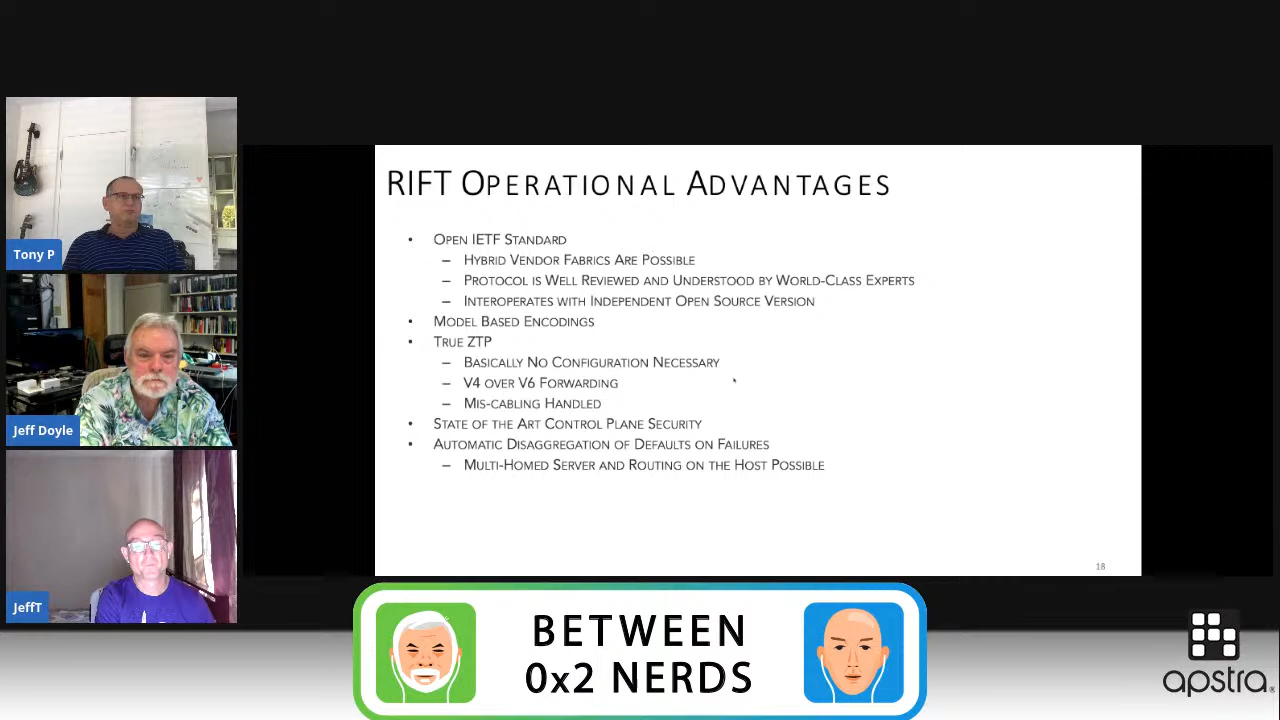 Tony P
Jeff Doyle
JeffT
RIFT OPERATIONAL ADVANTAGES
• OPEN IETF STANDARD
– HYBRID VENDOR FABRICS ARE POSSIBLE
– PROTOCOL IS WELL REVIEWED AND UNDERSTOOD BY WORLD-CLASS EXPERTS
– INTEROPERATES WITH INDEPENDENT OPEN SOURCE VERSION
• MODEL BASED ENCODINGS
• TRUE ZTP
– BASICALLY NO CONFIGURATION NECESSARY
– V4 OVER V6 FORWARDING
– MIS-CABLING HANDLED
• STATE OF THE ART CONTROL PLANE SECURITY
• AUTOMATIC DISAGGREGATION OF DEFAULTS ON FAILURES
– MULTI-HOMED SERVER AND ROUTING ON THE HOST POSSIBLE
18
BETWEEN
0x2 NERDS
apstra®